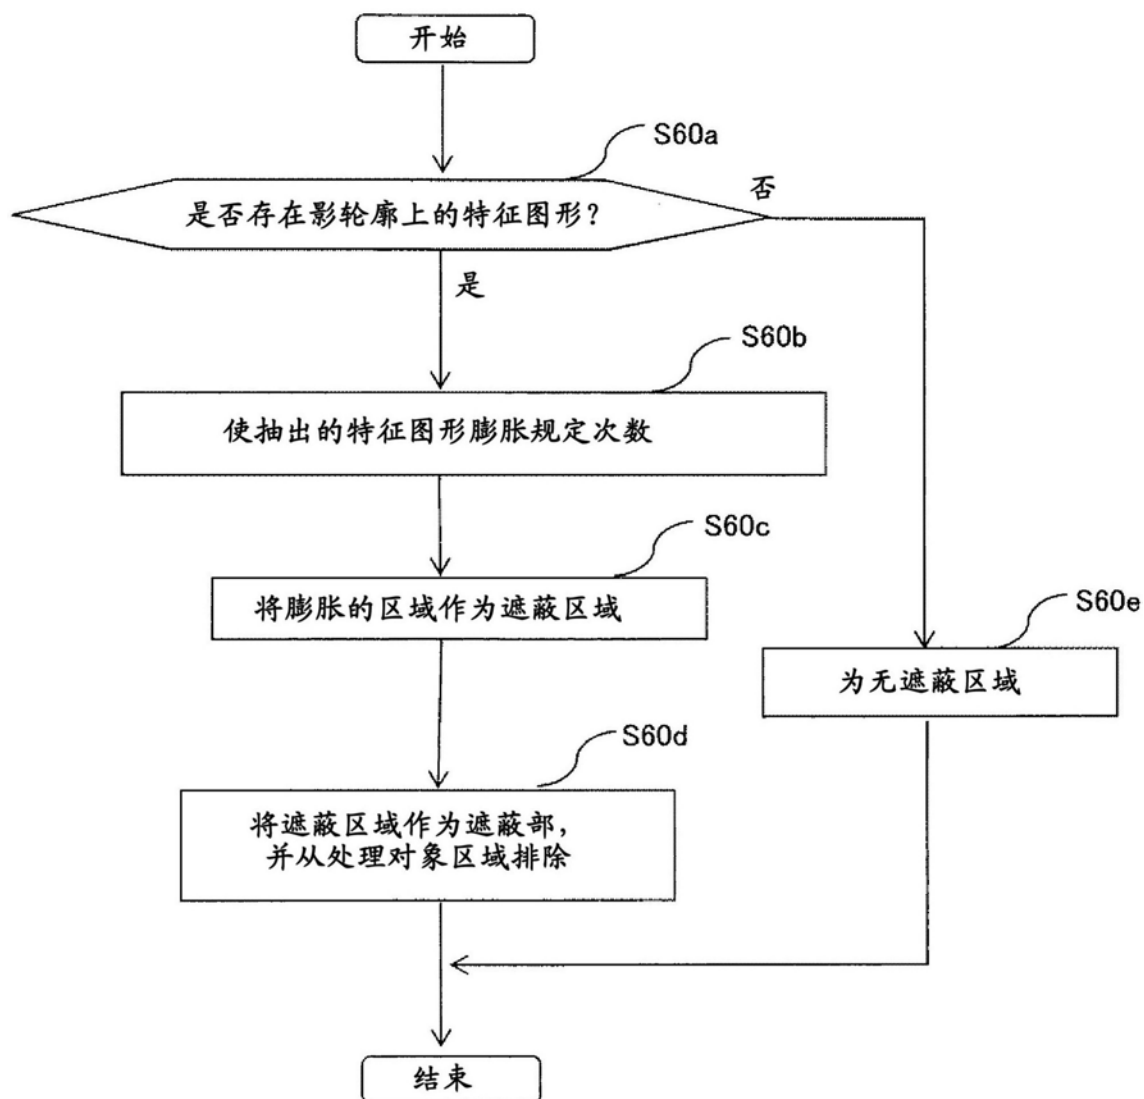 开始
S60a
是否存在影轮廓上的特征图形？
否
是
S60b
使抽出的特征图形膨胀规定次数
S60c
将膨胀的区域作为遮蔽区域
S60e
为无遮蔽区域
S60d
将遮蔽区域作为遮蔽部，
并从处理对象区域排除
结束